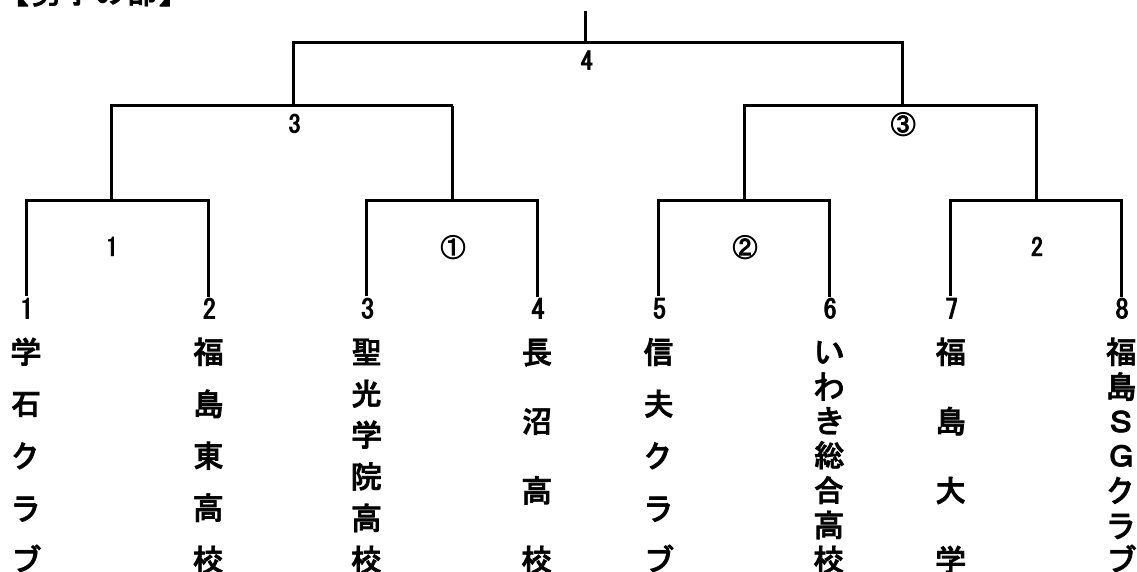 【男子の部】
4
3
③
1
①
②
2
1
2
3
4
5
6
7
8
学石クラブ
福島東高校
聖光学院高校
長沼高校
信夫クラブ
いわき総合高校
福島大学
福島SGクラブ